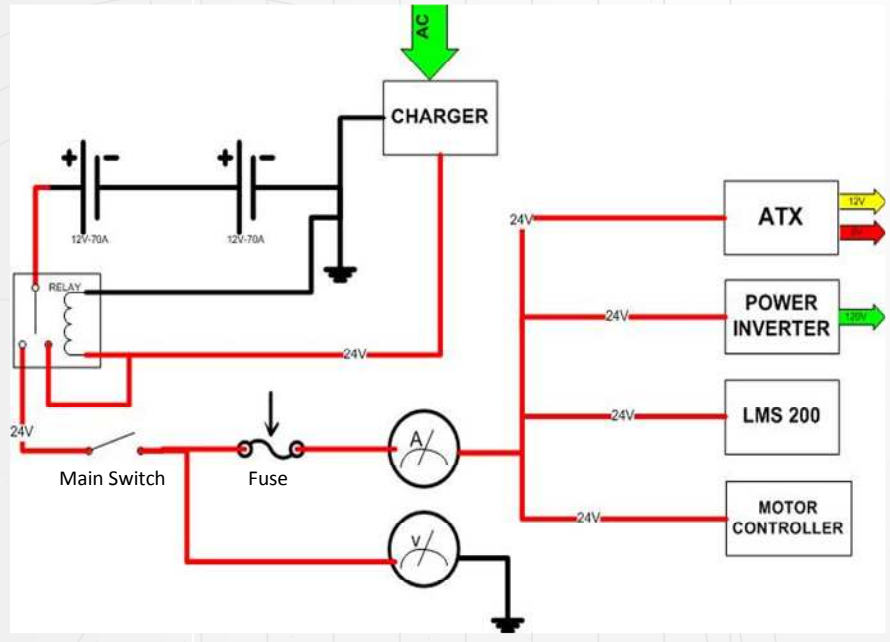 AC
CHARGER
+ - + -
12V-70A 12V-70A
RELAY
24V
24V
Main Switch
Fuse
A
V
24V
ATX
12V
24V
POWER
INVERTER
120V
24V
LMS 200
24V
MOTOR
CONTROLLER